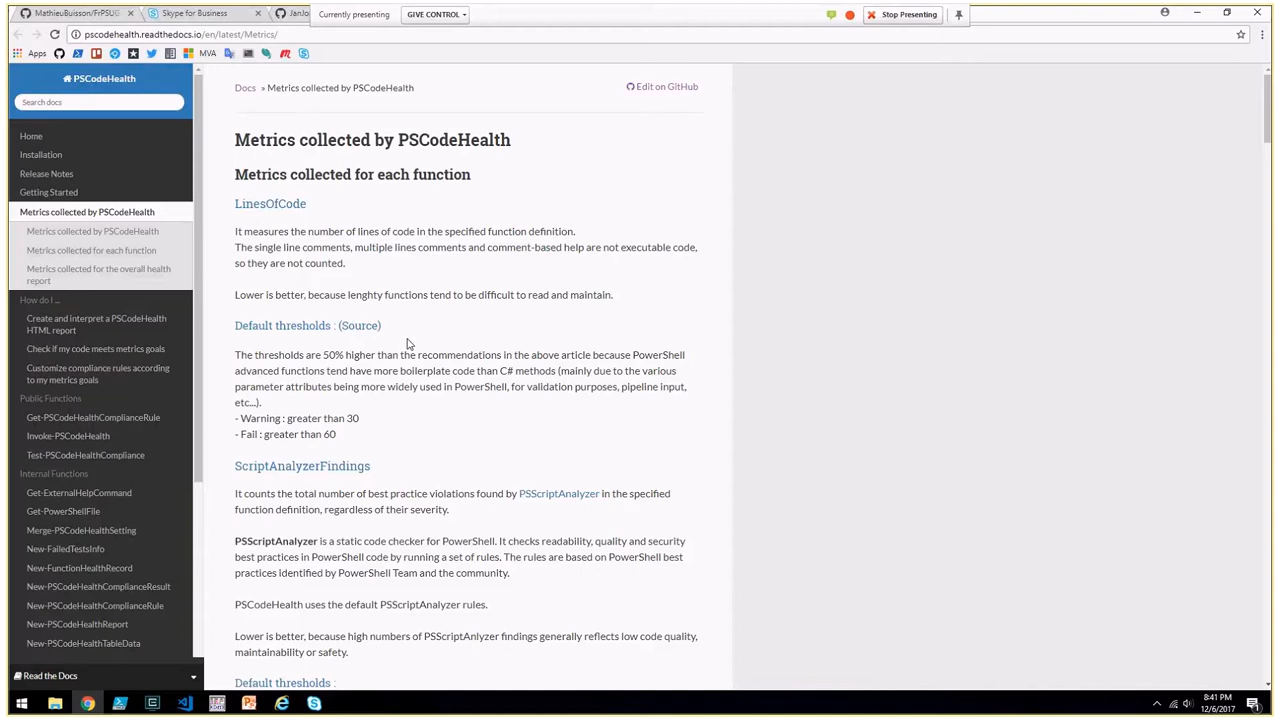 MathieuBuisson/FrPSUG
Skype for Business
JanJo
Currently presenting
GIVE CONTROL
Stop Presenting
pscodehealth.readthedocs.io/en/latest/Metrics/
Apps
MVA
PSCodeHealth
Search docs
Home
Installation
Release Notes
Getting Started
Metrics collected by PSCodeHealth
Metrics collected by PSCodeHealth
Metrics collected for each function
Metrics collected for the overall health
report
How do I ...
Create and interpret a PSCodeHealth
HTML report
Check if my code meets metrics goals
Customize compliance rules according
to my metrics goals
Public Functions
Get-PSCodeHealthComplianceRule
Invoke-PSCodeHealth
Test-PSCodeHealthCompliance
Internal Functions
Get-ExternalHelpCommand
Get-PowerShellFile
Merge-PSCodeHealthSetting
New-FailedTestsInfo
New-FunctionHealthRecord
New-PSCodeHealthComplianceResult
New-PSCodeHealthComplianceRule
New-PSCodeHealthReport
New-PSCodeHealthTableData
Read the Docs
Docs » Metrics collected by PSCodeHealth
Edit on GitHub
Metrics collected by PSCodeHealth
Metrics collected for each function
LinesOfCode
It measures the number of lines of code in the specified function definition.
The single line comments, multiple lines comments and comment-based help are not executable code,
so they are not counted.
Lower is better, because lenghty functions tend to be difficult to read and maintain.
Default thresholds : (Source)
The thresholds are 50% higher than the recommendations in the above article because PowerShell
advanced functions tend have more boilerplate code than C# methods (mainly due to the various
parameter attributes being more widely used in PowerShell, for validation purposes, pipeline input,
etc...).
- Warning : greater than 30
- Fail : greater than 60
ScriptAnalyzerFindings
It counts the total number of best practice violations found by PSScriptAnalyzer in the specified
function definition, regardless of their severity.
PSScriptAnalyzer is a static code checker for PowerShell. It checks readability, quality and security
best practices in PowerShell code by running a set of rules. The rules are based on PowerShell best
practices identified by PowerShell Team and the community.
PSCodeHealth uses the default PSScriptAnalyzer rules.
Lower is better, because high numbers of PSScriptAnlyzer findings generally reflects low code quality,
maintainability or safety.
Default thresholds :
8:41 PM
12/6/2017